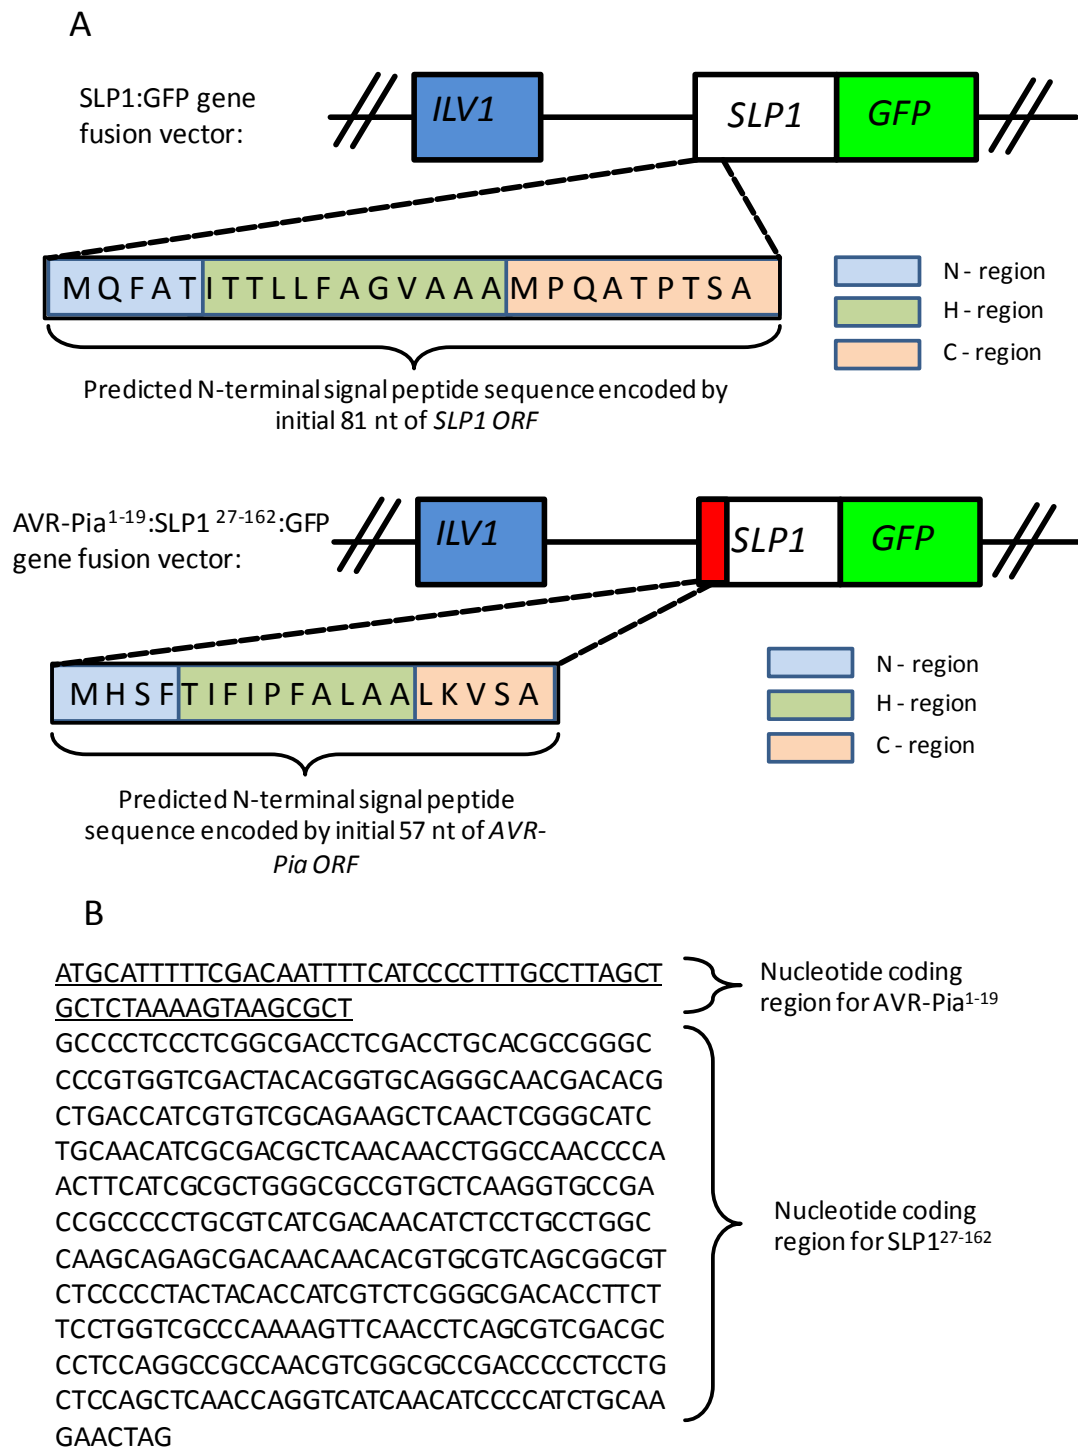 A
SLP1:GFP gene
fusion vector:
ILV1
SLP1
GFP
M Q F A T I T T L L F A G V A A A M P Q A T P T S A
N - region
H - region
C - region
Predicted N-terminal signal peptide sequence encoded by
initial 81 nt of SLP1 ORF
AVR-Pia1-19:SLP1 27-162:GFP
gene fusion vector:
ILV1
SLP1
GFP
M H S F T I F I P F A L A A L K V S A
N - region
H - region
C - region
Predicted N-terminal signal peptide
sequence encoded by initial 57 nt of AVR-
Pia ORF
B
ATGCATTTTTCGACAATTTTCATCCCCTTTGCCTTAGCT
GCTCTAAAAGTAAGCGCT
Nucleotide coding
region for AVR-Pia1-19
GCCCCTCCCTCGGCGACCTCGACCTGCACGCCGGGC
CCCGTGGTCGACTACACGGTGCAGGGCAACGACACG
CTGACCATCGTGTCGCAGAAGCTCAACTCGGGCATC
TGCAACATCGCGACGCTCAACAACCTGGCCAACCCCA
ACTTCATCGCGCTGGGCGCCGTGCTCAAGGTGCCGA
CCGCCCCCTGCGTCATCGACAACATCTCCTGCCTGGC
CAAGCAGAGCGACAACAACACGTGCGTCAGCGGCGT
CTCCCCCTACTACACCATCGTCTCGGGCGACACCTTCT
TCCTGGTCGCCCAAAAGTTCAACCTCAGCGTCGACGC
CCTCCAGGCCGCCAACGTCGGCGCCGACCCCCTCCTG
CTCCAGCTCAACCAGGTCATCAACATCCCCATCTGCAA
GAACTAG
Nucleotide coding
region for SLP127-162